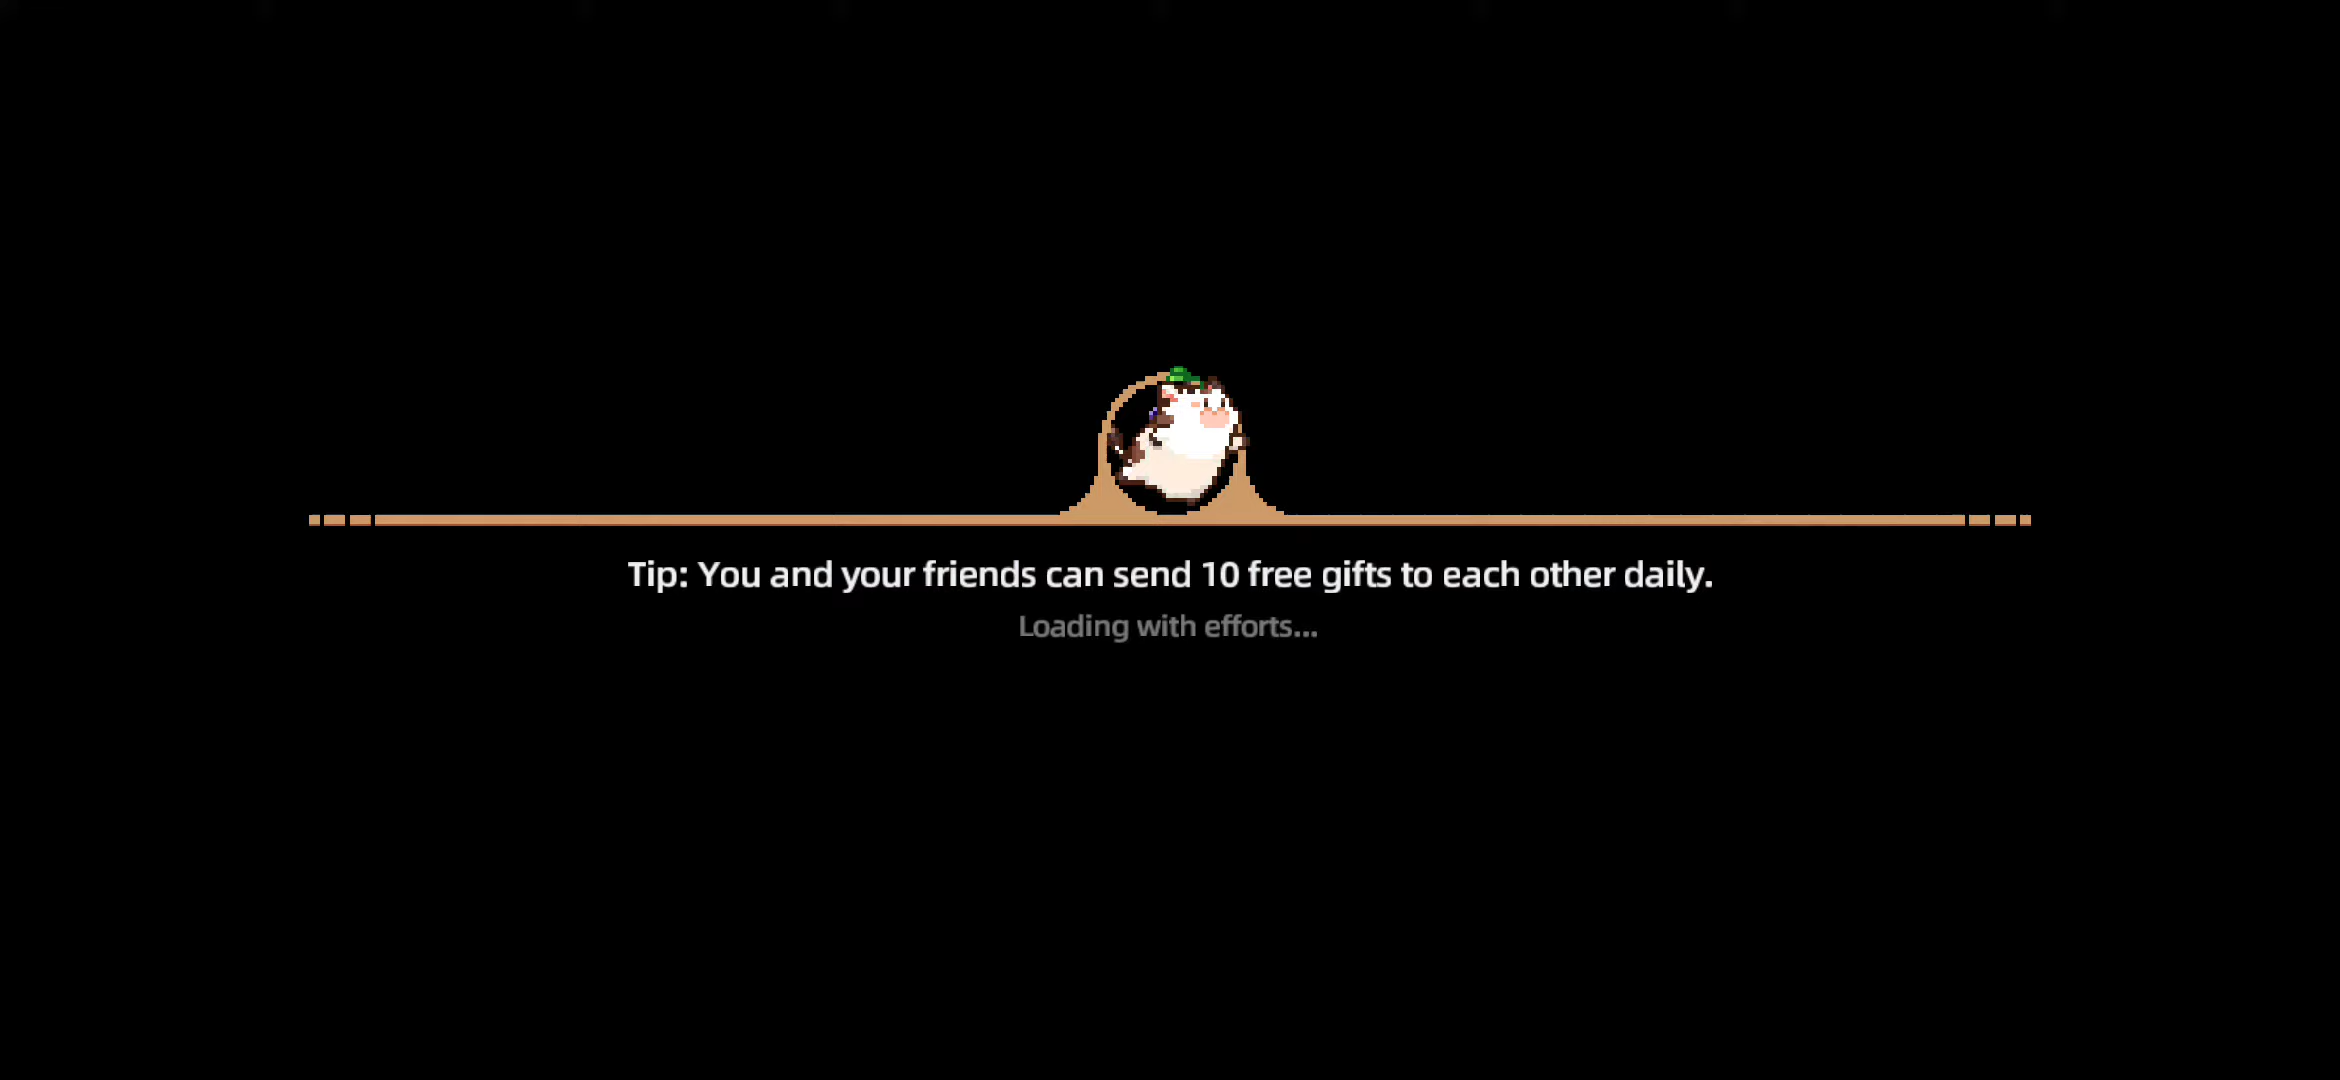 Tip: You and your friends can send 10 free gifts to each other daily.
Loading with efforts...